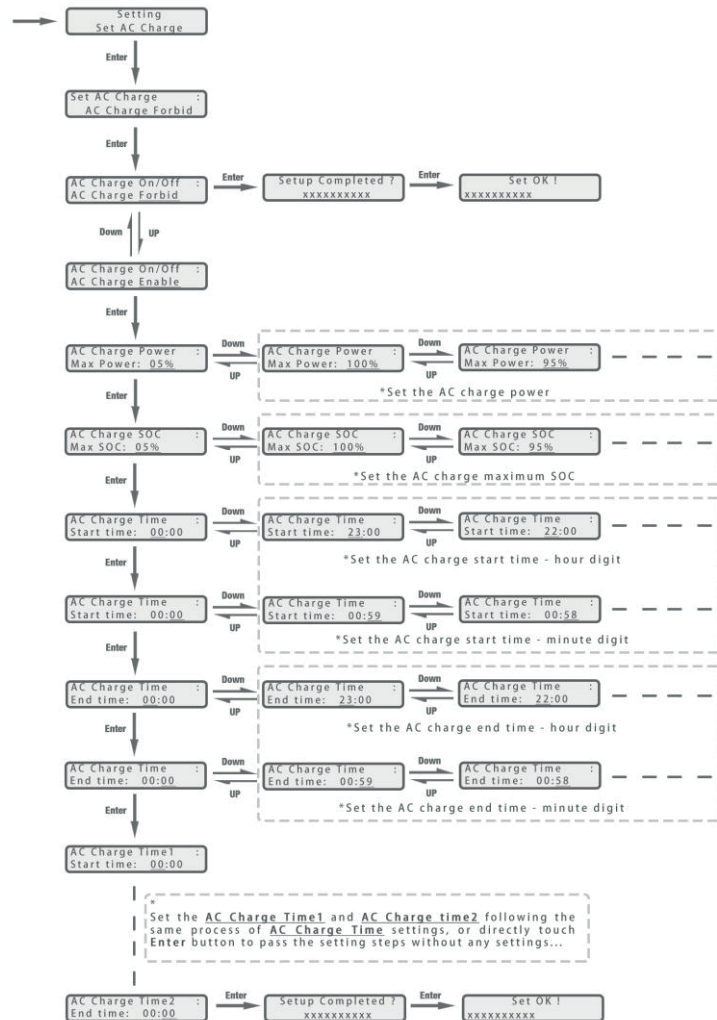 Setting
Set AC Charge
Enter
Set AC Charge :
AC Charge Forbid
Enter
AC Charge On/Off :
AC Charge Forbid
Enter
Setup Completed ?
xxxxxxxxxx
Enter
Set OK !
xxxxxxxxxx
Down
UP
AC Charge On/Off :
AC Charge Enable
Enter
AC Charge Power :
Max Power: 05%
Down
UP
AC Charge Power :
Max Power: 100%
Down
UP
AC Charge Power :
Max Power: 95%
*Set the AC charge power
Enter
AC Charge SOC :
Max SOC: 05%
Down
UP
AC Charge SOC :
Max SOC: 100%
Down
UP
AC Charge SOC :
Max SOC: 95%
*Set the AC charge maximum SOC
Enter
AC Charge Time :
Start time: 00:00
Down
UP
AC Charge Time :
Start time: 23:00
Down
UP
AC Charge Time :
Start time: 22:00
*Set the AC charge start time - hour digit
Enter
AC Charge Time :
Start time: 00:00
Down
UP
AC Charge Time :
Start time: 00:59
Down
UP
AC Charge Time :
Start time: 00:58
*Set the AC charge start time - minute digit
Enter
AC Charge Time :
End time: 00:00
Down
UP
AC Charge Time :
End time: 23:00
Down
UP
AC Charge Time :
End time: 22:00
*Set the AC charge end time - hour digit
Enter
AC Charge Time :
End time: 00:00
Down
UP
AC Charge Time :
End time: 00:59
Down
UP
AC Charge Time :
End time: 00:58
*Set the AC charge end time - minute digit
Enter
AC Charge Time1 :
Start time: 00:00
*
Set the AC Charge Time1 and AC Charge time2 following the
same process of AC Charge Time settings, or directly touch
Enter button to pass the setting steps without any settings...
AC Charge Time2 :
End time: 00:00
Enter
Setup Completed ?
xxxxxxxxxx
Enter
Set OK !
xxxxxxxxxx